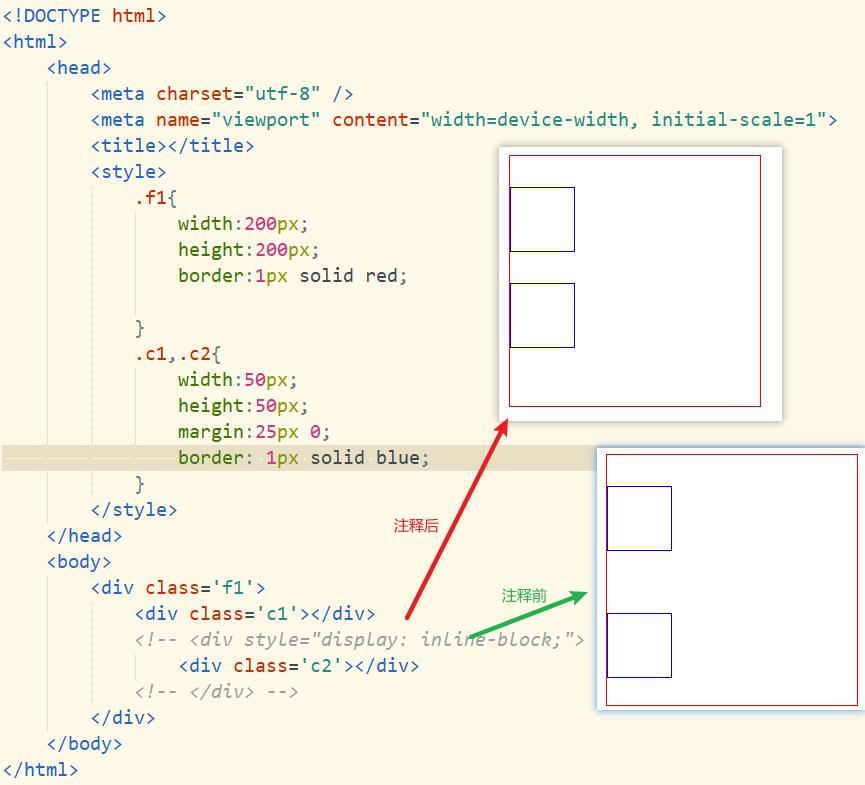 <!DOCTYPE html>
<html>
<head>
<meta charset="utf-8" />
<meta name="viewport" content="width=device-width, initial-scale=1">
<title></title>
<style>
.f1{
width:200px;
height:200px;
border:1px solid red;
}
.c1,.c2{
width:50px;
height:50px;
margin:25px 0;
border: 1px solid blue;
}
</style>
</head>
<body>
<div class='f1'>
<div class='c1'></div>
<!-- <div style="display: inline-block;">
<div class='c2'></div>
<!-- </div> -->
</div>
</body>
</html>
注释后
注释前